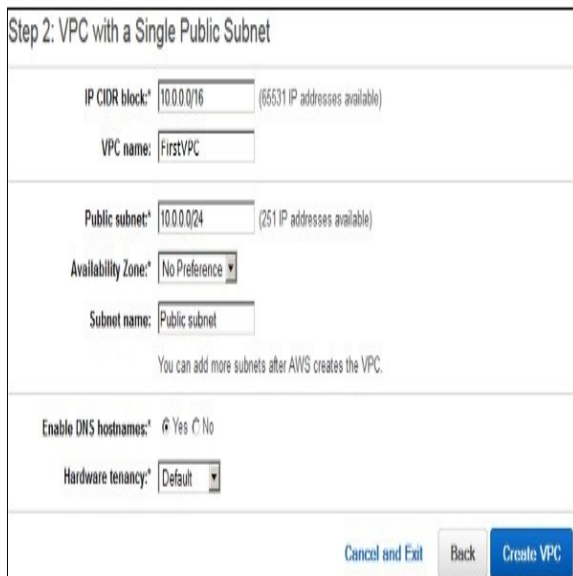 Step 2: VPC with a Single Public Subnet
IP CIDR block:* 10.0.0.0/16 (65531 IP addresses available)
VPC name: FirstVPC
Public subnet:* 10.0.0.0/24 (251 IP addresses available)
Availability Zone:* No Preference
Subnet name: Public subnet
You can add more subnets after AWS creates the VPC.
Enable DNS hostnames:* Yes No
Hardware tenancy:* Default
Cancel and Exit Back Create VPC